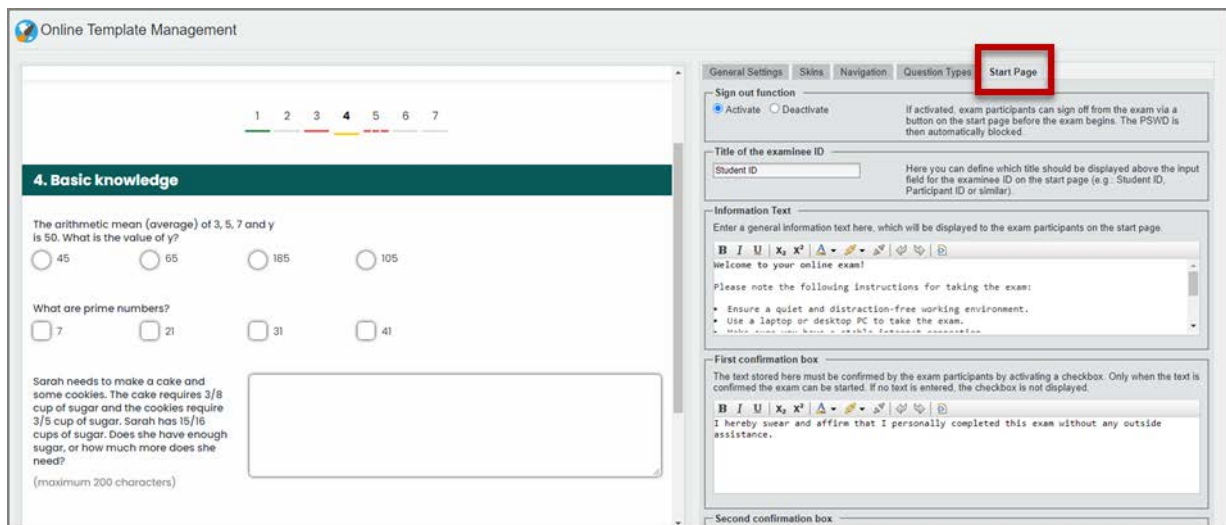 Online Template Management
1 2 3 4 5 6 7
4. Basic knowledge
The arithmetic mean (average) of 3, 5, 7 and y
is 50. What is the value of y?
45 65 185 105
What are prime numbers?
7 21 31 41
Sarah needs to make a cake and
some cookies. The cake requires 3/8
cup of sugar and the cookies require
3/5 cup of sugar. Sarah has 15/16
cups of sugar. Does she have enough
sugar, or how much more does she
need?
(maximum 200 characters)
General Settings Skins Navigation Question Types Start Page
Sign out function
Activate Deactivate
If activated, exam participants can sign off from the exam via a
button on the start page before the exam begins. The PSWD is
then automatically blocked.
Title of the examinee ID
Student ID
Here you can define which title should be displayed above the input
field for the examinee ID on the start page (e.g.: Student ID,
Participant ID or similar).
Information Text
Enter a general information text here, which will be displayed to the exam participants on the start page.
B I U X₂ X² A
Welcome to your online exam!
Please note the following instructions for taking the exam:
• Ensure a quiet and distraction-free working environment.
• Use a laptop or desktop PC to take the exam.
• Make sure you have a stable internet connection
First confirmation box
The text stored here must be confirmed by the exam participants by activating a checkbox. Only when the text is
confirmed the exam can be started. If no text is entered, the checkbox is not displayed.
B I U X₂ X² A
I hereby swear and affirm that I personally completed this exam without any outside
assistance.
Second confirmation box